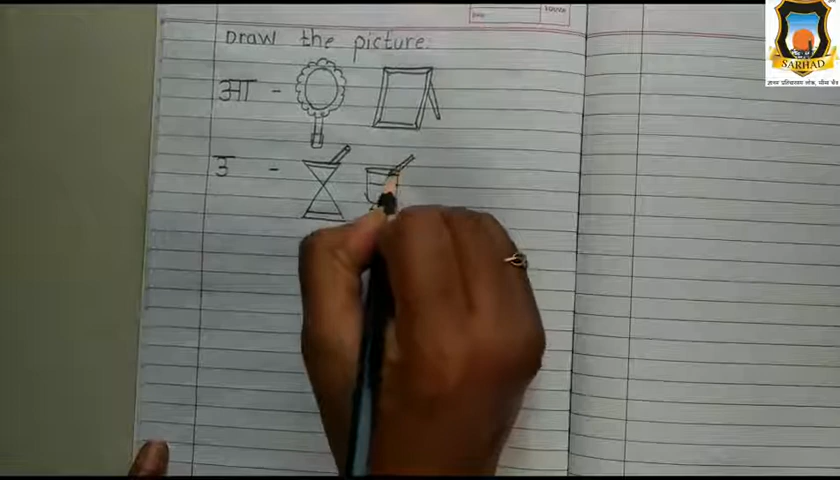 Draw the picture.
आ -
उ -
SARHAD